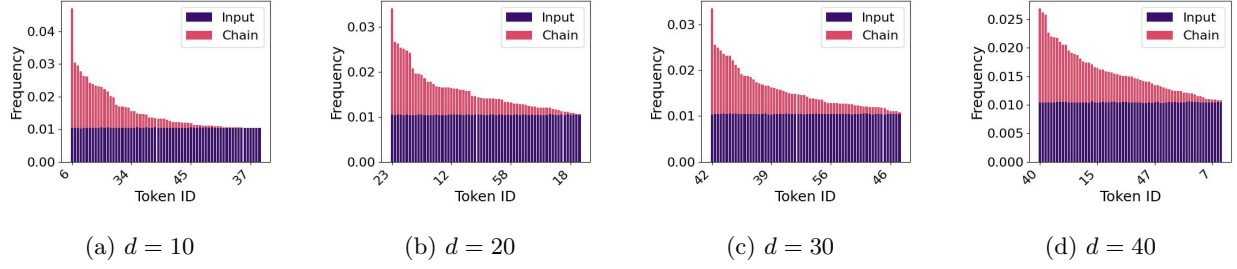 Frequency
0.04
0.03
0.02
0.01
0.00
Input
Chain
6
34
45
37
Token ID
(a) d = 10
Frequency
0.03
0.02
0.01
0.00
Input
Chain
23
12
58
18
Token ID
(b) d = 20
Frequency
0.03
0.02
0.01
0.00
Input
Chain
42
39
56
46
Token ID
(c) d = 30
Frequency
0.025
0.020
0.015
0.010
0.005
0.000
Input
Chain
40
15
47
7
Token ID
(d) d = 40